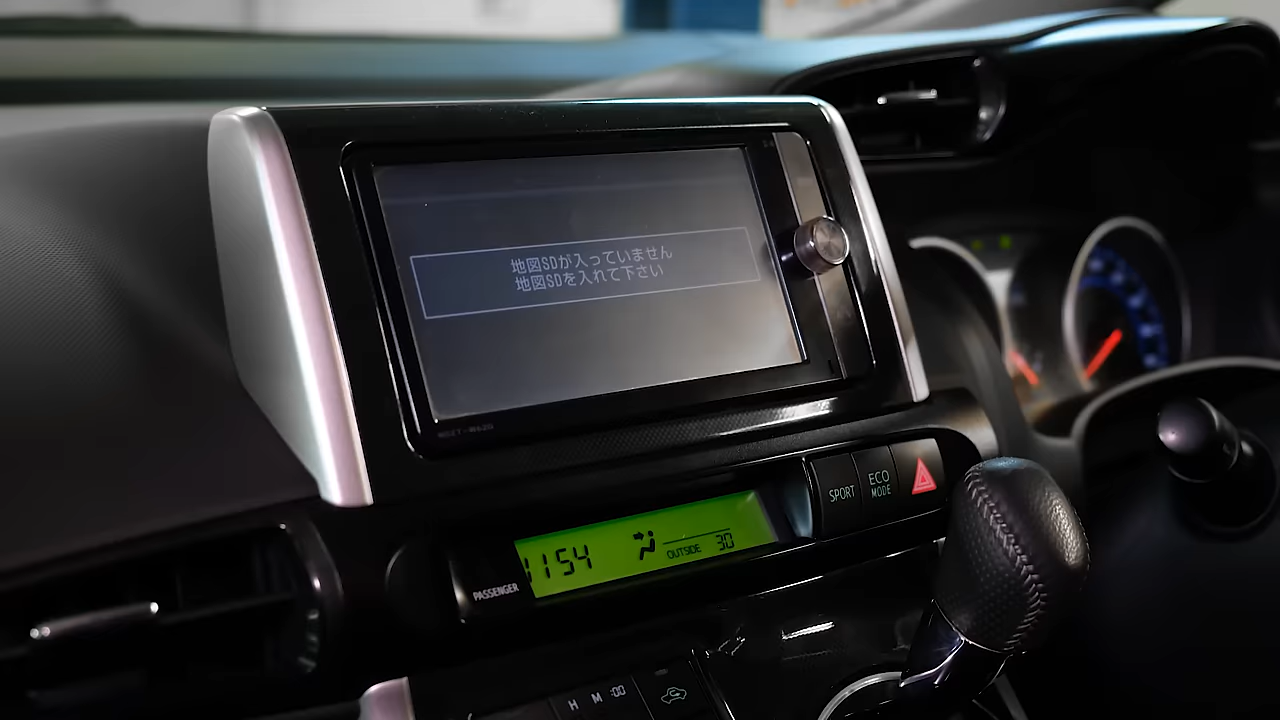 地図SDが入っていません
地図SDを入れて下さい
SPORT
ECO
MODE
PASSENGER
1154
OUTSIDE 30
H M :00